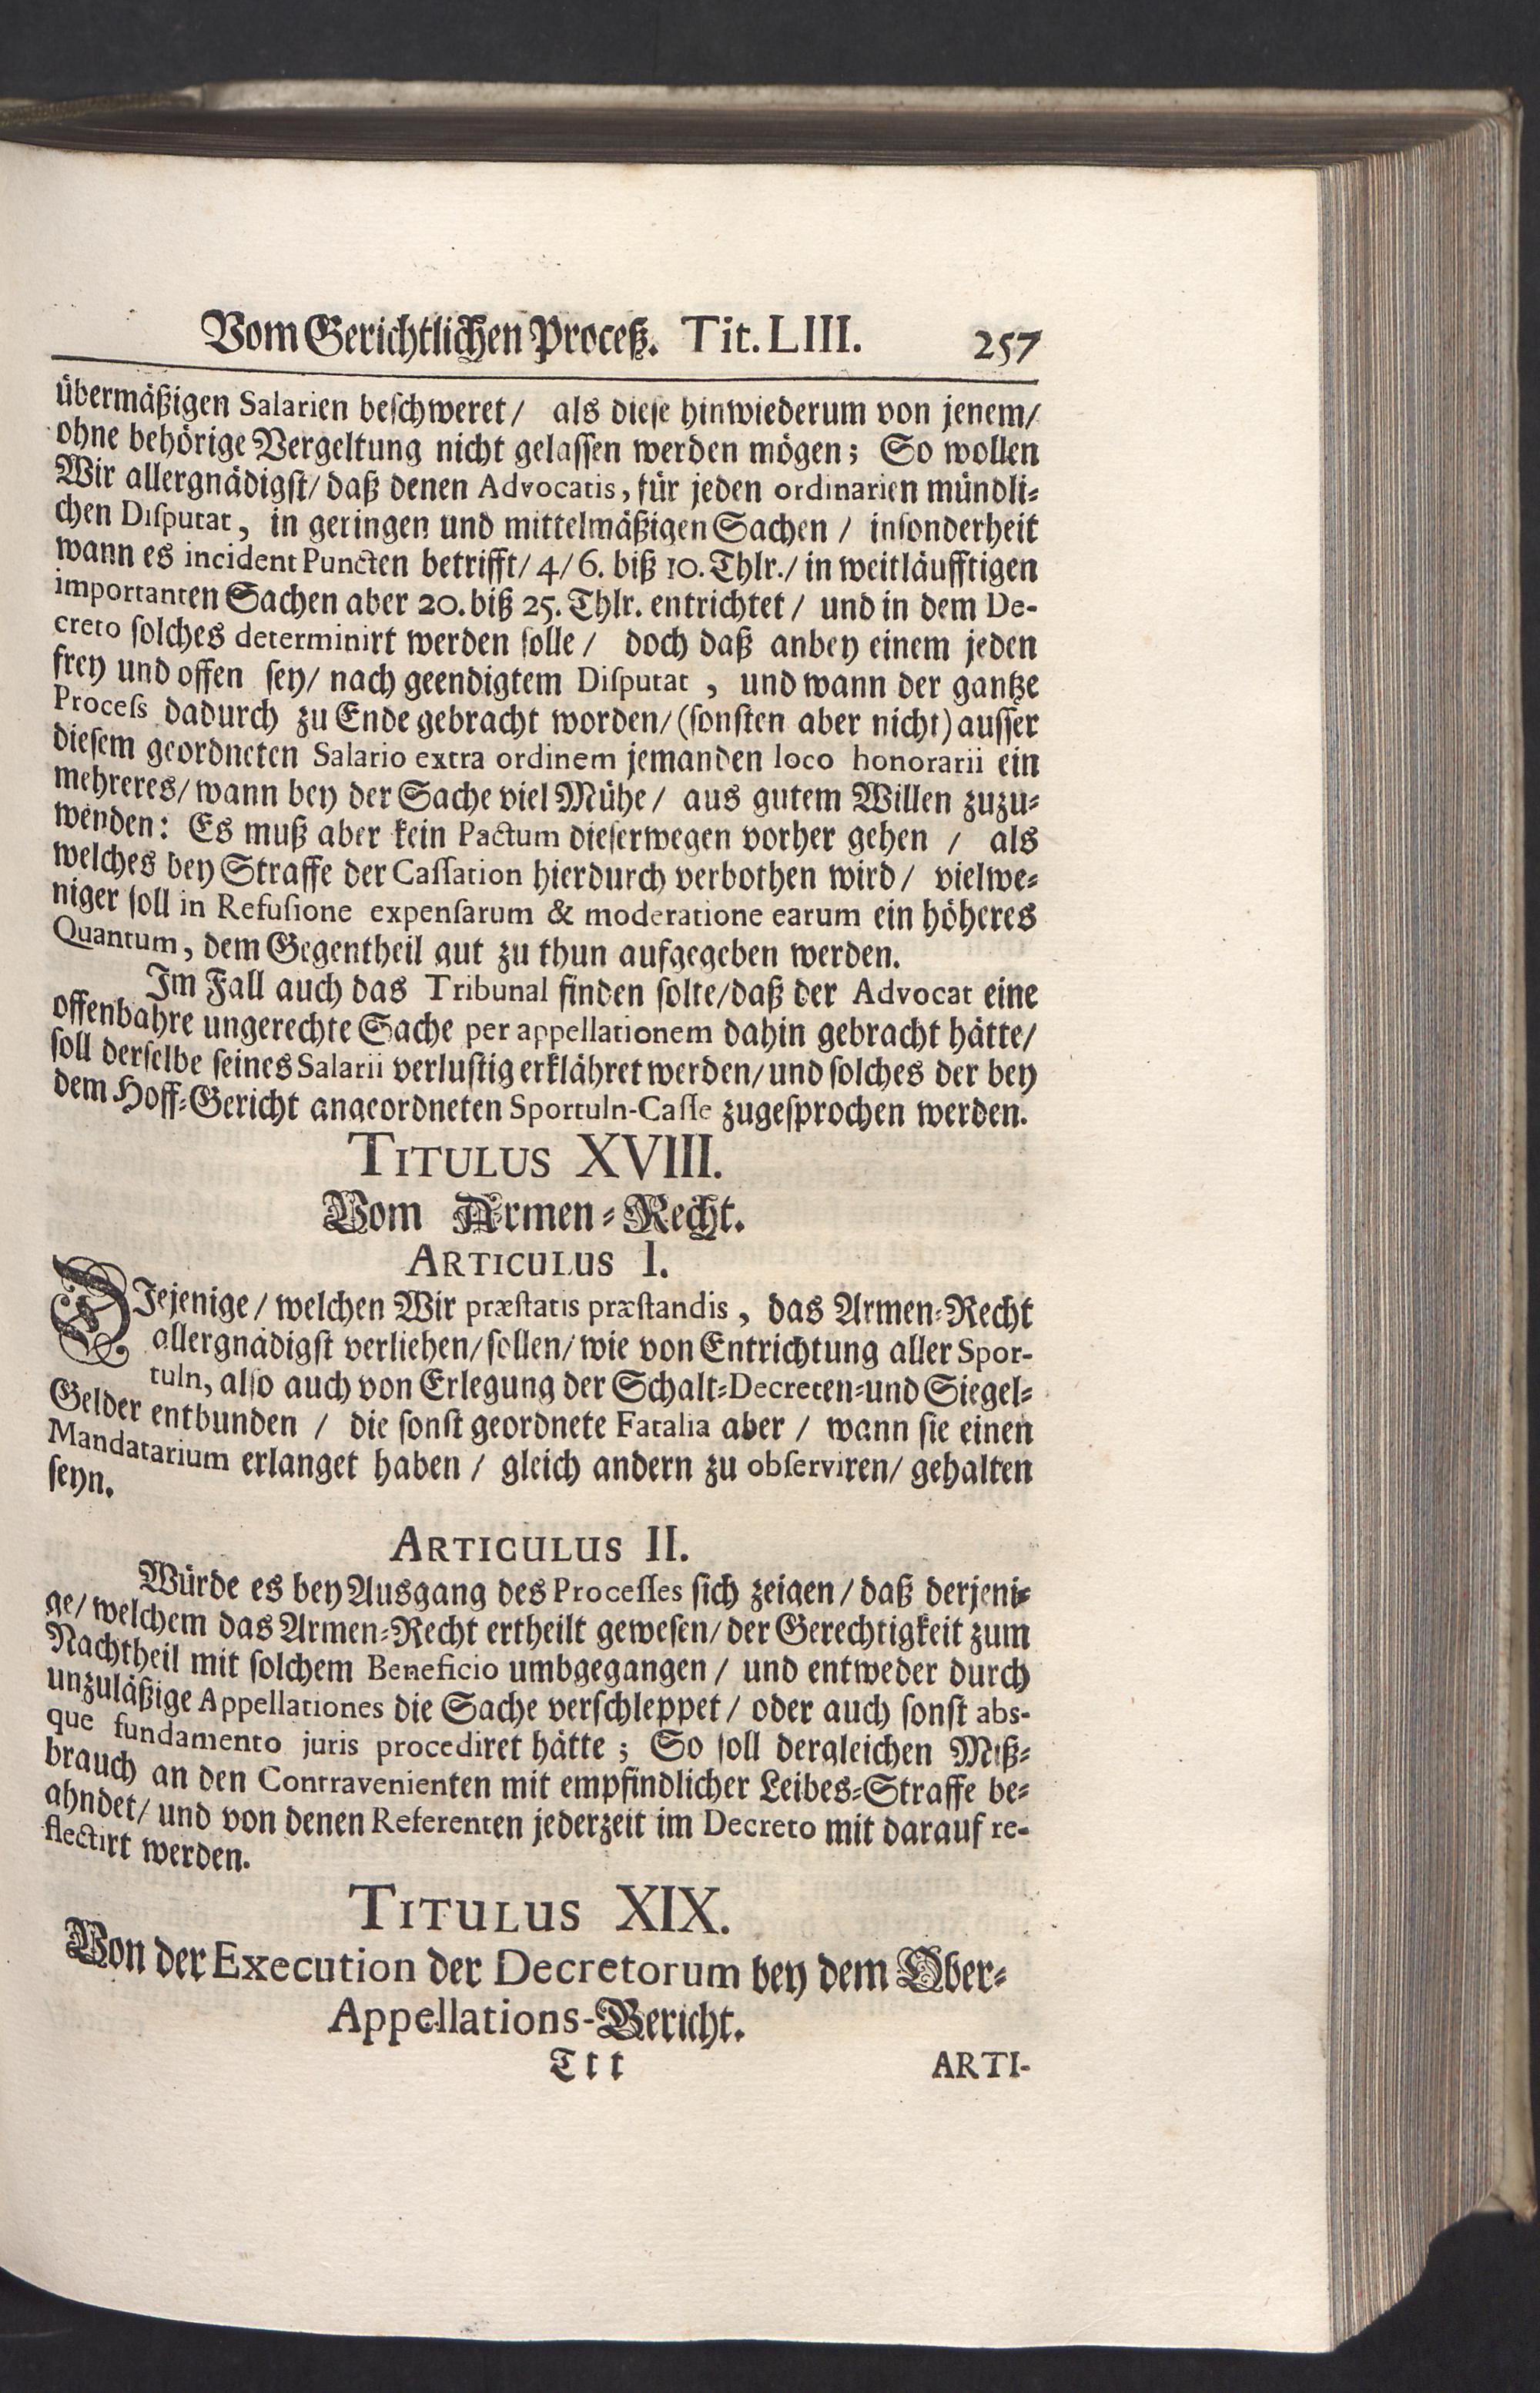 Vom Gerichtlichen Proceß. Tit. LIII. 257
übermäßigen Salarien beschweret/ als diese hinwiederum von jenem/
ohne behörige Vergeltung nicht gelassen werden mögen; So wollen
Wir allergnädigst/ daß denen Advocatis, für jeden ordinarien mündli-
chen Disputat, in geringen und mittelmäßigen Sachen / insonderheit
wann es incident Puncten betrifft/ 4/ 6. biß 10. Thlr./ in weitläufftigen
importanten Sachen aber 20. biß 25. Thlr. entrichtet / und in dem De-
creto solches determinirt werden solle / doch daß anbey einem jeden
frey und offen sey/ nach geendigtem Disputat , und wann der gantze
Process dadurch zu Ende gebracht worden/ (sonsten aber nicht) ausser
diesem geordneten Salario extra ordinem jemanden loco honorarii ein
mehreres/ wann bey der Sache viel Mühe / aus gutem Willen zuzu-
wenden: Es muß aber kein Pactum dieserwegen vorher gehen / als
welches bey Straffe der Cassation hierdurch verbothen wird / vielwe-
niger soll in Refusione expensarum & moderatione earum ein höheres
Quantum, dem Gegentheil gut zu thun aufgegeben werden.
Im Fall auch das Tribunal finden solte/ daß der Advocat eine
offenbahre ungerechte Sache per appellationem dahin gebracht hätte/
soll derselbe seines Salarii verlustig erklähret werden/ und solches der bey
dem Hoff-Gericht angeordneten Sportuln-Casse zugesprochen werden.
TITULUS XVIII.
Vom Armen-Recht.
ARTICULUS I.
DIejenige / welchen Wir præstatis præstandis, das Armen-Recht
allergnädigst verliehen/ sollen/ wie von Entrichtung aller Spor-
tuln, also auch von Erlegung der Schalt-Decreten-und Siegel-
Gelder entbunden / die sonst geordnete Fatalia aber / wann sie einen
Mandatarium erlanget haben / gleich andern zu observiren/ gehalten
seyn.
ARTICULUS II.
Würde es bey Ausgang des Processes sich zeigen / daß derjeni-
ge/ welchem das Armen-Recht ertheilt gewesen/ der Gerechtigkeit zum
Nachtheil mit solchem Beneficio umbgegangen / und entweder durch
unzuläßige Appellationes die Sache verschleppet / oder auch sonst abs-
que fundamento juris procediret hätte ; So soll dergleichen Miß-
brauch an den Contravenienten mit empfindlicher Leibes-Straffe be-
ahndet/ und von denen Referenten jederzeit im Decreto mit darauf re-
flectirt werden.
TITULUS XIX.
Von der Execution der Decretorum bey dem Ober-
Appellations-Gericht.
Ttt ARTI-